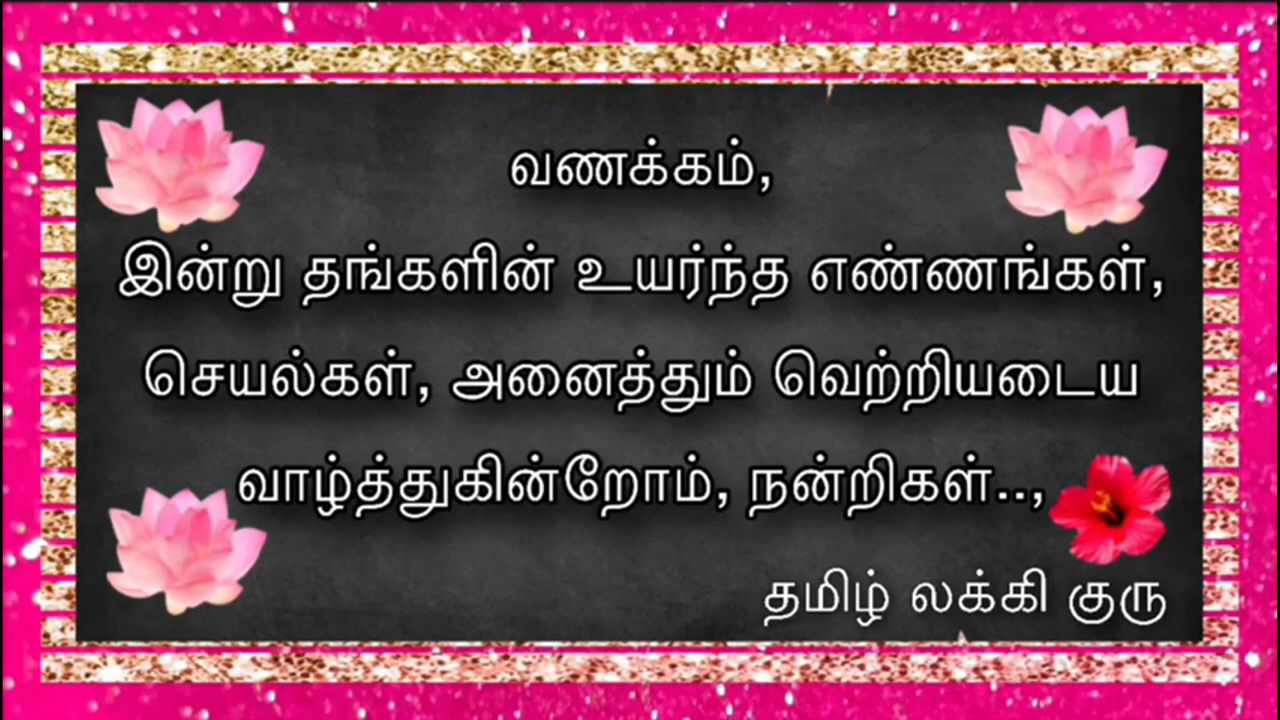 வணக்கம்,
இன்று தங்களின் உயர்ந்த எண்ணங்கள்,
செயல்கள், அனைத்தும் வெற்றியடைய
வாழ்த்துகின்றோம், நன்றிகள்..,
தமிழ் லக்கி குரு